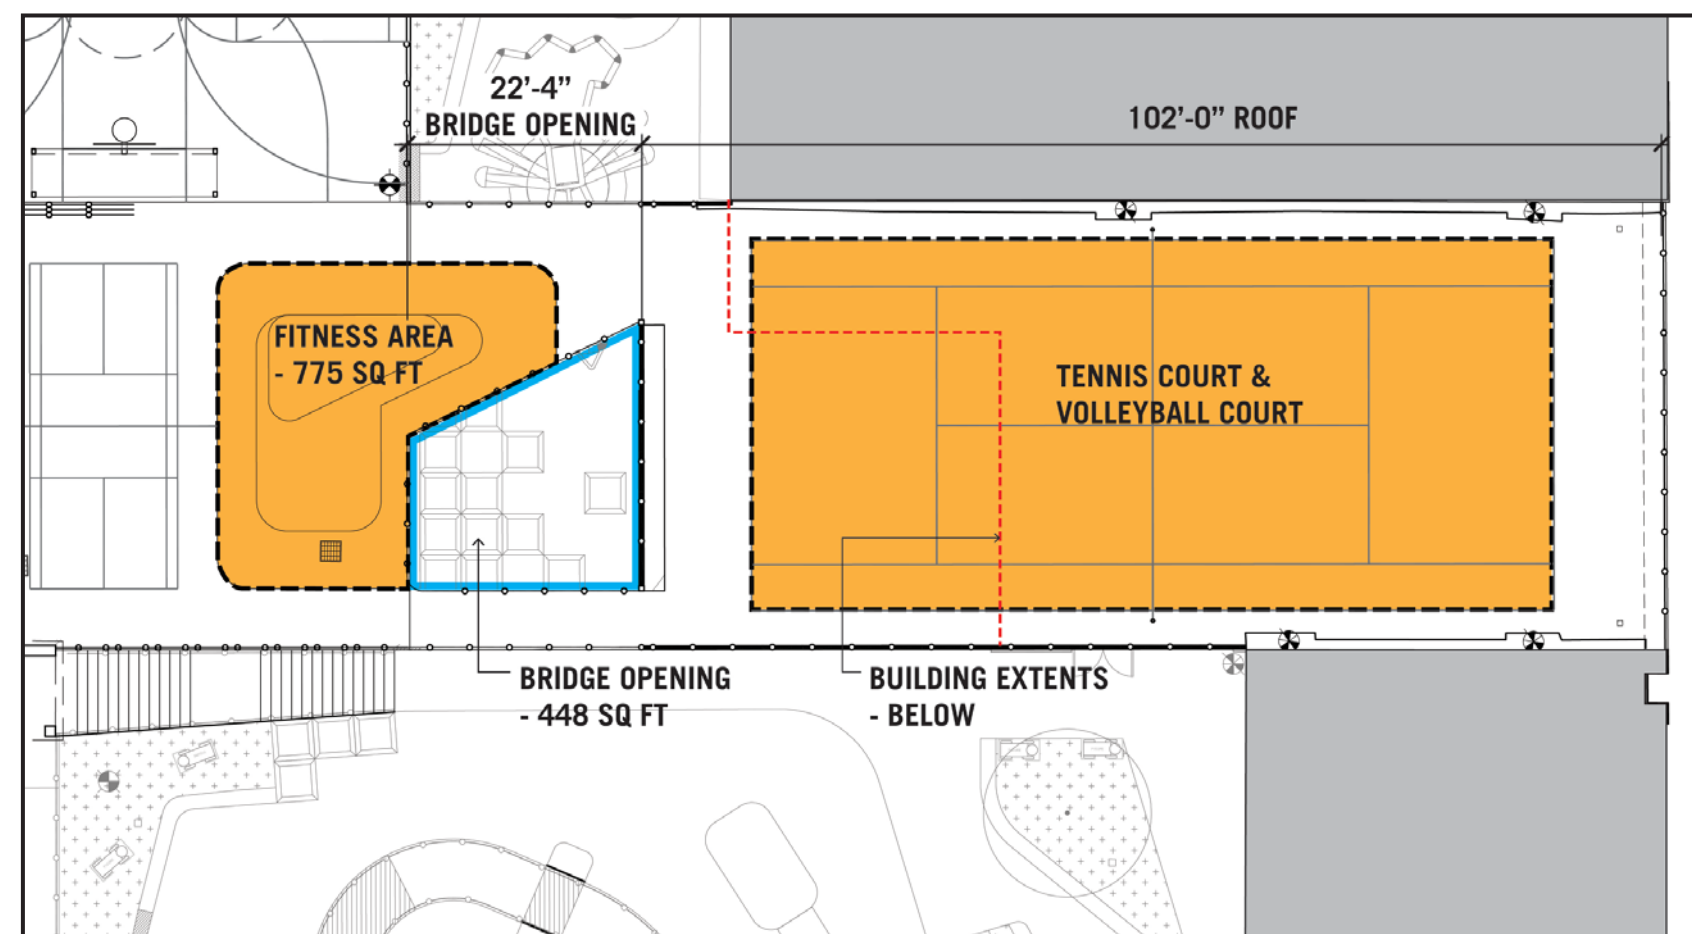 22’-4”
BRIDGE OPENING
102’-0” ROOF
FITNESS AREA
- 775 SQ FT
TENNIS COURT &
VOLLEYBALL COURT
BRIDGE OPENING
- 448 SQ FT
BUILDING EXTENTS
- BELOW